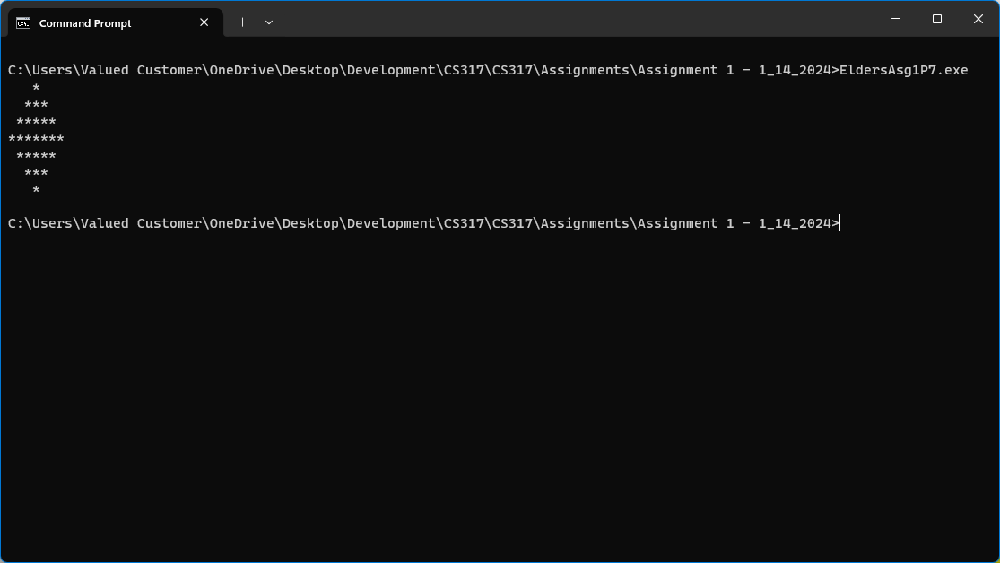 Command Prompt
C:\Users\Valued Customer\OneDrive\Desktop\Development\CS317\CS317\Assignments\Assignment 1 - 1_14_2024>EldersAsg1P7.exe
   *
  ***
 *****
*******
 *****
  ***
   *
C:\Users\Valued Customer\OneDrive\Desktop\Development\CS317\CS317\Assignments\Assignment 1 - 1_14_2024>